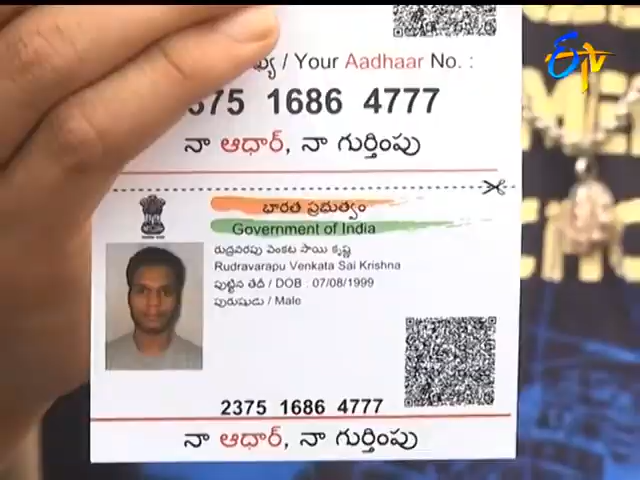 ETV
ఖ్య / Your Aadhaar No. :
375 1686 4777
నా ఆధార్, నా గుర్తింపు
భారత ప్రభుత్వం
Government of India
రుద్రవరపు వెంకట సాయి కృష్ణ
Rudravarapu Venkata Sai Krishna
పుట్టిన తేదీ / DOB : 07/08/1999
పురుషుడు / Male
2375 1686 4777
నా ఆధార్, నా గుర్తింపు